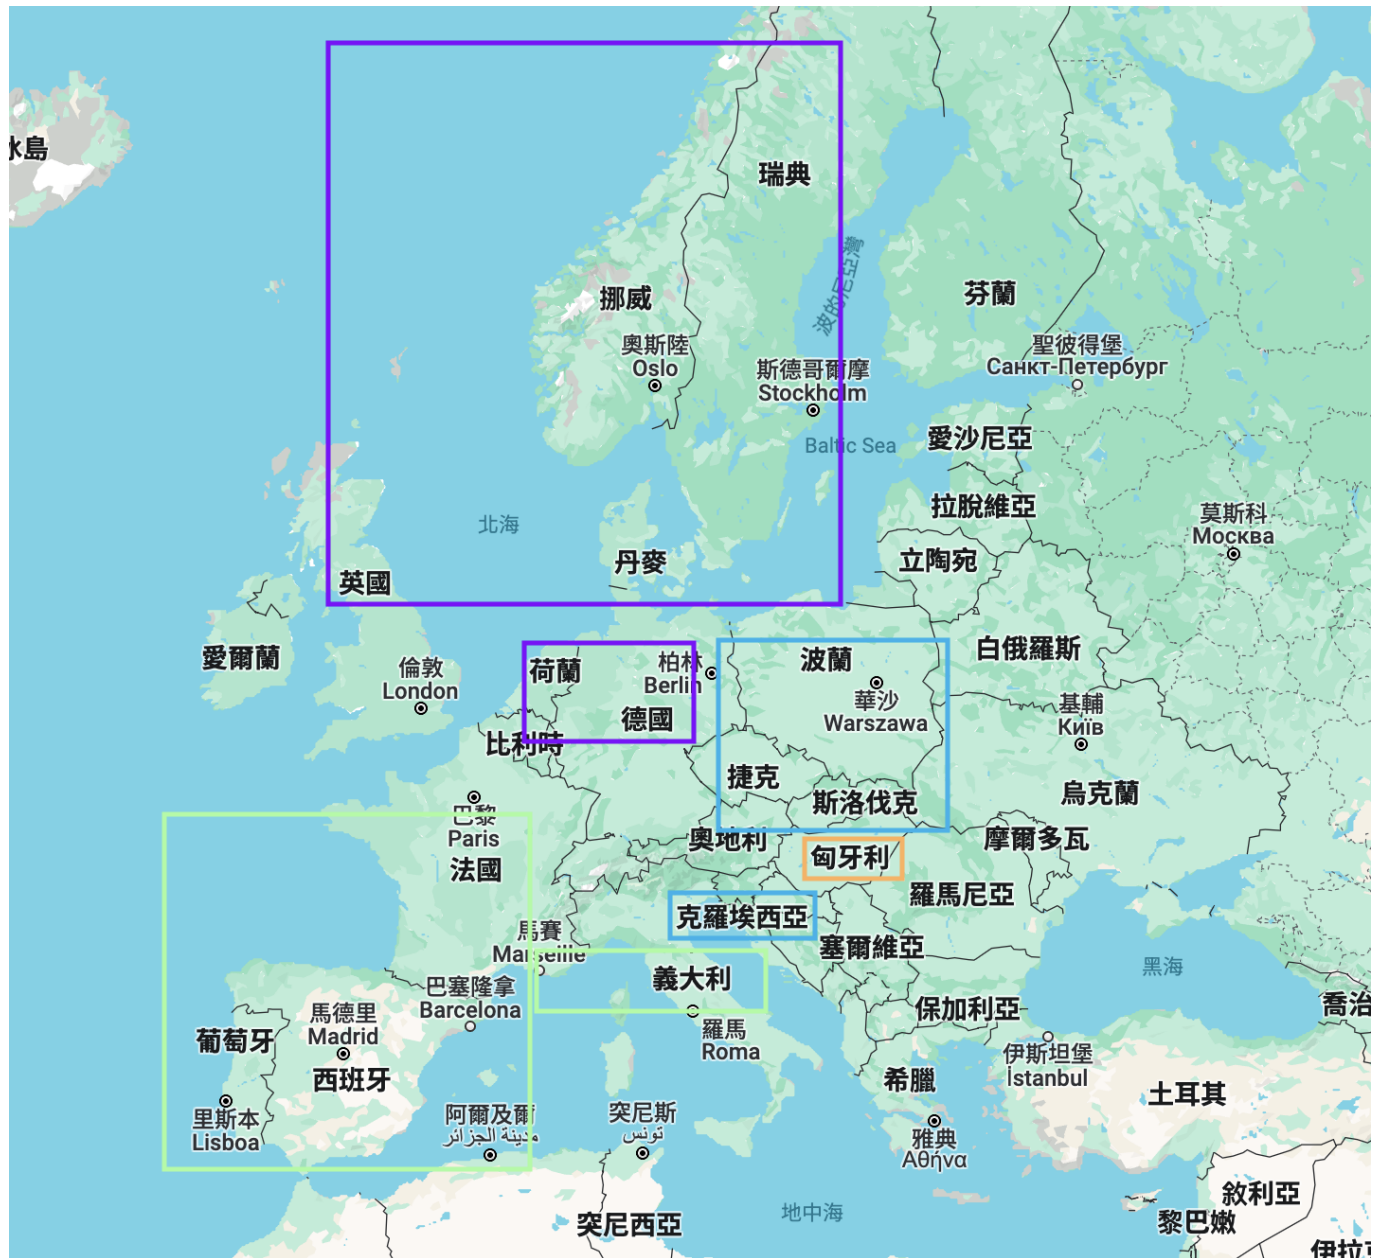 冰島
瑞典
波的尼亞灣
挪威
芬蘭
奧斯陸
Oslo
斯德哥爾摩
Stockholm
聖彼得堡
Санкт-Петербург
Baltic Sea
愛沙尼亞
拉脫維亞
莫斯科
Москва
北海
丹麥
立陶宛
英國
愛爾蘭
倫敦
London
荷蘭
柏林
Berlin
德國
波蘭
華沙
Warszawa
白俄羅斯
基輔
Київ
比利時
捷克
斯洛伐克
烏克蘭
巴黎
Paris
法國
奧地利
匈牙利
摩爾多瓦
羅馬尼亞
克羅埃西亞
塞爾維亞
馬賽
Marseille
黑海
義大利
巴塞隆拿
Barcelona
馬德里
Madrid
葡萄牙
西班牙
羅馬
Roma
保加利亞
喬治
伊斯坦堡
İstanbul
希臘
土耳其
里斯本
Lisboa
阿爾及爾
مدينة الجزائر
突尼斯
تونس
雅典
Αθήνα
地中海
突尼西亞
敘利亞
黎巴嫩
伊拉克